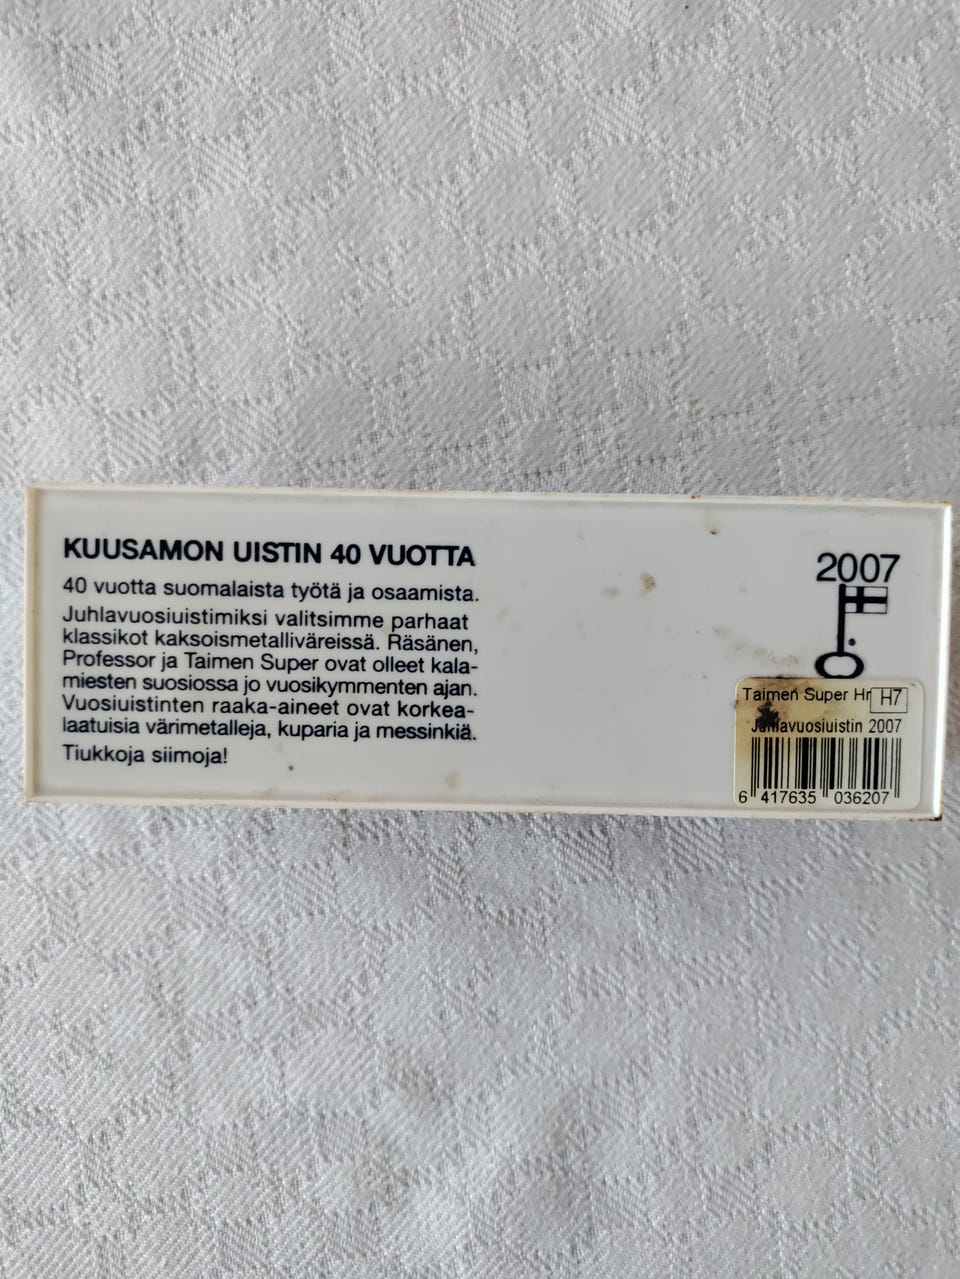 KUUSAMON UISTIN 40 VUOTTA
40 vuotta suomalaista työtä ja osaamista.
Juhlavuosiuistimiksi valitsimme parhaat
klassikot kaksoismetalliväreissä. Räsänen,
Professor ja Taimen Super ovat olleet kala-
miesten suosiossa jo vuosikymmenten ajan.
Vuosiuistinten raaka-aineet ovat korkea-
laatuisia värimetalleja, kuparia ja messinkiä.
Tiukkoja siimoja!
2007
Taimen Super Hr H7
Juhlavuosiuistin 2007
6 417635 036207